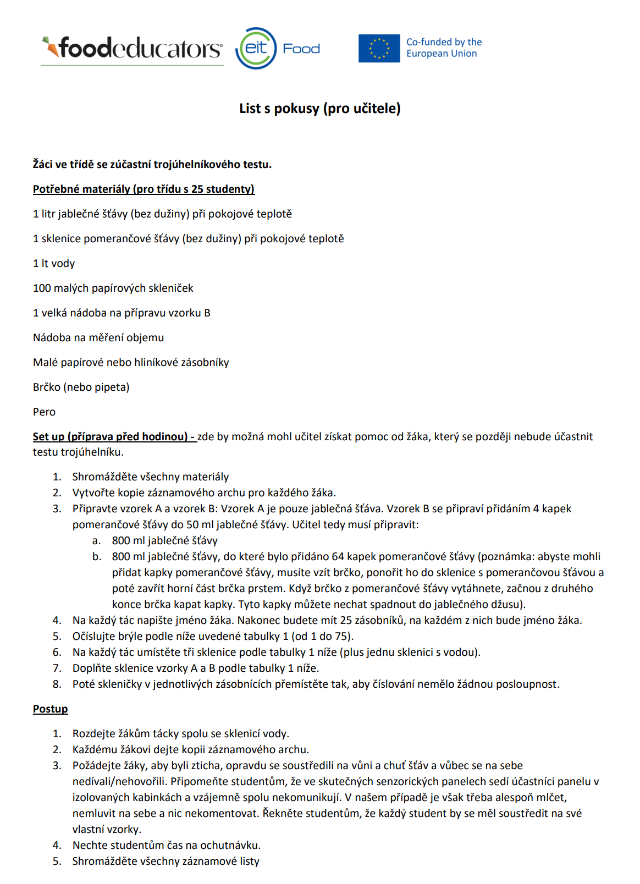 foodeducators®
eit Food
Co-funded by the
European Union
List s pokusy (pro učitele)
Žáci ve třídě se zúčastní trojúhelníkového testu.
Potřebné materiály (pro třídu s 25 studenty)
1 litr jablečné šťávy (bez dužiny) při pokojové teplotě
1 sklenice pomerančové šťávy (bez dužiny) při pokojové teplotě
1 lt vody
100 malých papírových skleniček
1 velká nádoba na přípravu vzorku B
Nádoba na měření objemu
Malé papírové nebo hliníkové zásobníky
Brčko (nebo pipeta)
Pero
Set up (příprava před hodinou) - zde by možná mohl učitel získat pomoc od žáka, který se později nebude účastnit
testu trojúhelníku.
1. Shromážděte všechny materiály
2. Vytvořte kopie záznamového archu pro každého žáka.
3. Připravte vzorek A a vzorek B: Vzorek A je pouze jablečná šťáva. Vzorek B se připraví přidáním 4 kapek
pomerančové šťávy do 50 ml jablečné šťávy. Učitel tedy musí připravit:
a. 800 ml jablečné šťávy
b. 800 ml jablečné šťávy, do které bylo přidáno 64 kapek pomerančové šťávy (poznámka: abyste mohli
přidat kapky pomerančové šťávy, musíte vzít brčko, ponořit ho do sklenice s pomerančovou šťávou a
poté zavřít horní část brčka prstem. Když brčko z pomerančové šťávy vytáhnete, začnou z druhého
konce brčka kapat kapky. Tyto kapky můžete nechat spadnout do jablečného džusu).
4. Na každý tác napište jméno žáka. Nakonec budete mít 25 zásobníků, na každém z nich bude jméno žáka.
5. Očíslujte brýle podle níže uvedené tabulky 1 (od 1 do 75).
6. Na každý tác umístěte tři sklenice podle tabulky 1 níže (plus jednu sklenici s vodou).
7. Doplňte sklenice vzorky A a B podle tabulky 1 níže.
8. Poté skleničky v jednotlivých zásobnících přemístěte tak, aby číslování nemělo žádnou posloupnost.
Postup
1. Rozdejte žákům tácky spolu se sklenicí vody.
2. Každému žákovi dejte kopii záznamového archu.
3. Požádejte žáky, aby byli zticha, opravdu se soustředili na vůni a chuť šťáv a vůbec se na sebe
nedívali/nehovořili. Připomeňte studentům, že ve skutečných senzorických panelech sedí účastníci panelu v
izolovaných kabinkách a vzájemně spolu nekomunikují. V našem případě je však třeba alespoň mlčet,
nemluvit na sebe a nic nekomentovat. Řekněte studentům, že každý student by se měl soustředit na své
vlastní vzorky.
4. Nechte studentům čas na ochutnávku.
5. Shromážděte všechny záznamové listy